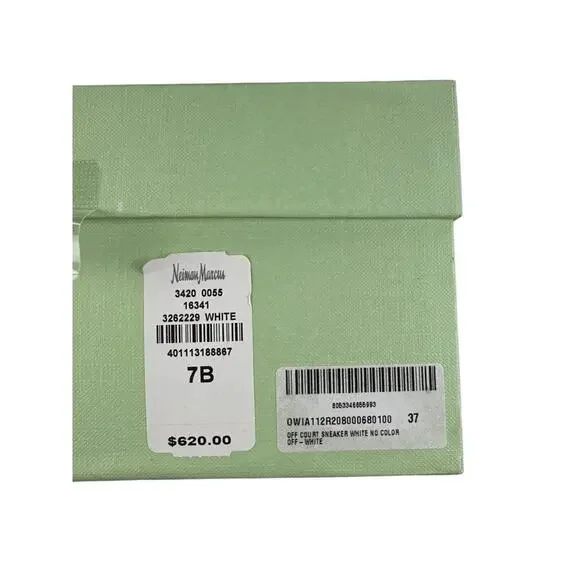 Neiman Marcus
3420 0055
16341
3262229 WHITE
401113188867
7B
$620.00
8053346655993
OWIA112R208000680100 37
OFF COURT SNEAKER WHITE NO COLOR
OFF-WHITE